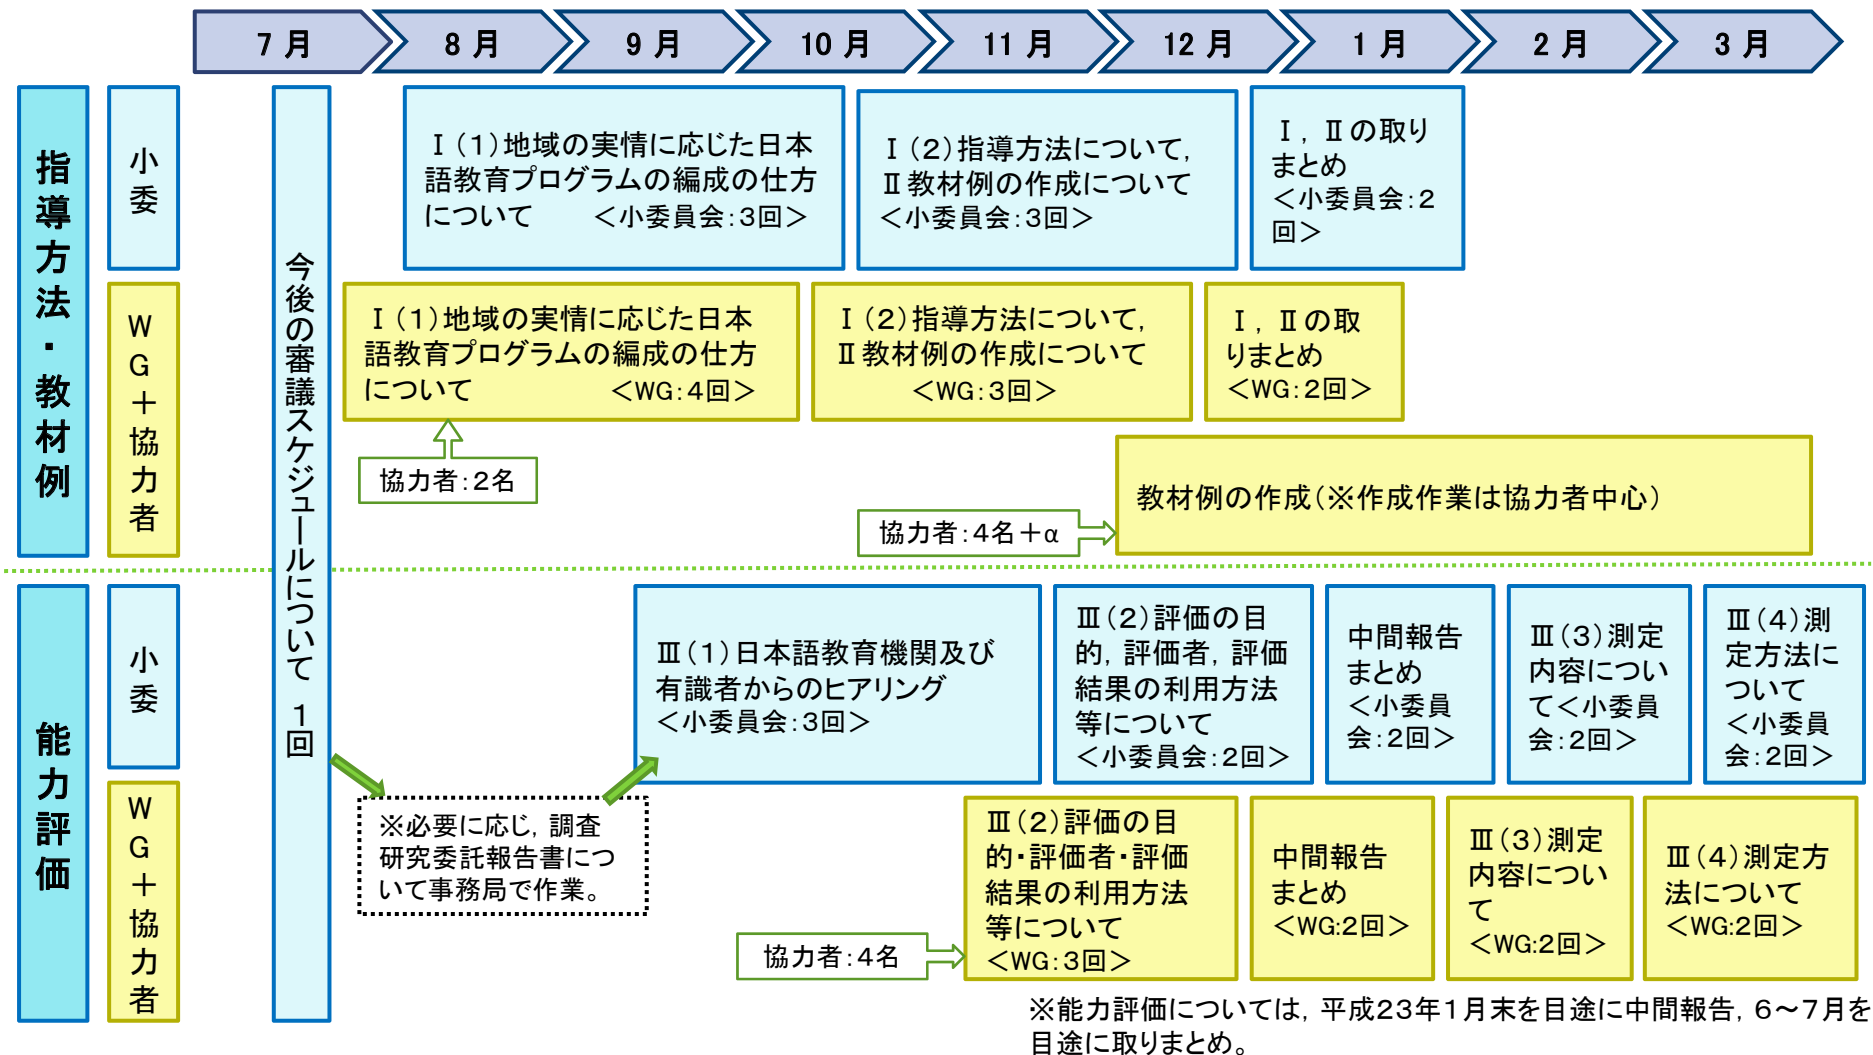 7 月
8 月
9 月
10 月
11 月
12 月
1 月
2 月
3 月
指導方法・教材例
小委
WG+協力者
今後の審議スケジュールについて 1回
Ⅰ(1)地域の実情に応じた日本
語教育プログラムの編成の仕方
について <小委員会:3回>
Ⅰ(2)指導方法について,
Ⅱ教材例の作成について
<小委員会:3回>
Ⅰ,Ⅱの取り
まとめ
<小委員会:2
回>
Ⅰ(1)地域の実情に応じた日本
語教育プログラムの編成の仕方
について <WG:4回>
Ⅰ(2)指導方法について,
Ⅱ教材例の作成について
<WG:3回>
Ⅰ,Ⅱの取
りまとめ
<WG:2回>
協力者:2名
教材例の作成(※作成作業は協力者中心)
協力者:4名+α
能力評価
小委
WG+協力者
Ⅲ(1)日本語教育機関及び
有識者からのヒアリング
<小委員会:3回>
Ⅲ(2)評価の目
的,評価者,評価
結果の利用方法
等について
<小委員会:2回>
中間報告
まとめ
<小委員
会:2回>
Ⅲ(3)測定
内容につい
て<小委員
会:2回>
Ⅲ(4)測
定方法に
ついて
<小委員
会:2回>
※必要に応じ,調査
研究委託報告書につ
いて事務局で作業。
Ⅲ(2)評価の目
的・評価者・評価
結果の利用方法
等について
<WG:3回>
中間報告
まとめ
<WG:2回>
Ⅲ(3)測定
内容につい
て
<WG:2回>
Ⅲ(4)測定方
法について
<WG:2回>
協力者:4名
※能力評価については,平成23年1月末を目途に中間報告,6~7月を
目途に取りまとめ。